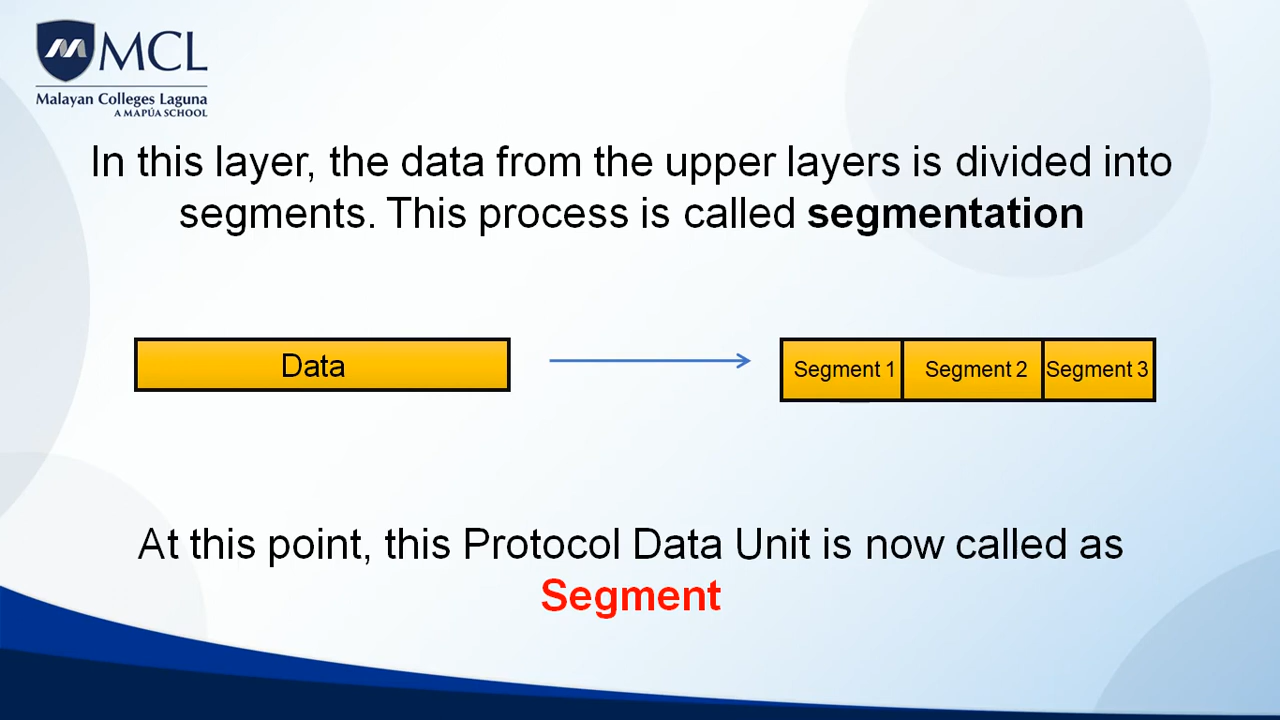 MCL
Malayan Colleges Laguna
A MAPÚA SCHOOL
In this layer, the data from the upper layers is divided into
segments. This process is called segmentation
Data
Segment 1
Segment 2
Segment 3
At this point, this Protocol Data Unit is now called as
Segment